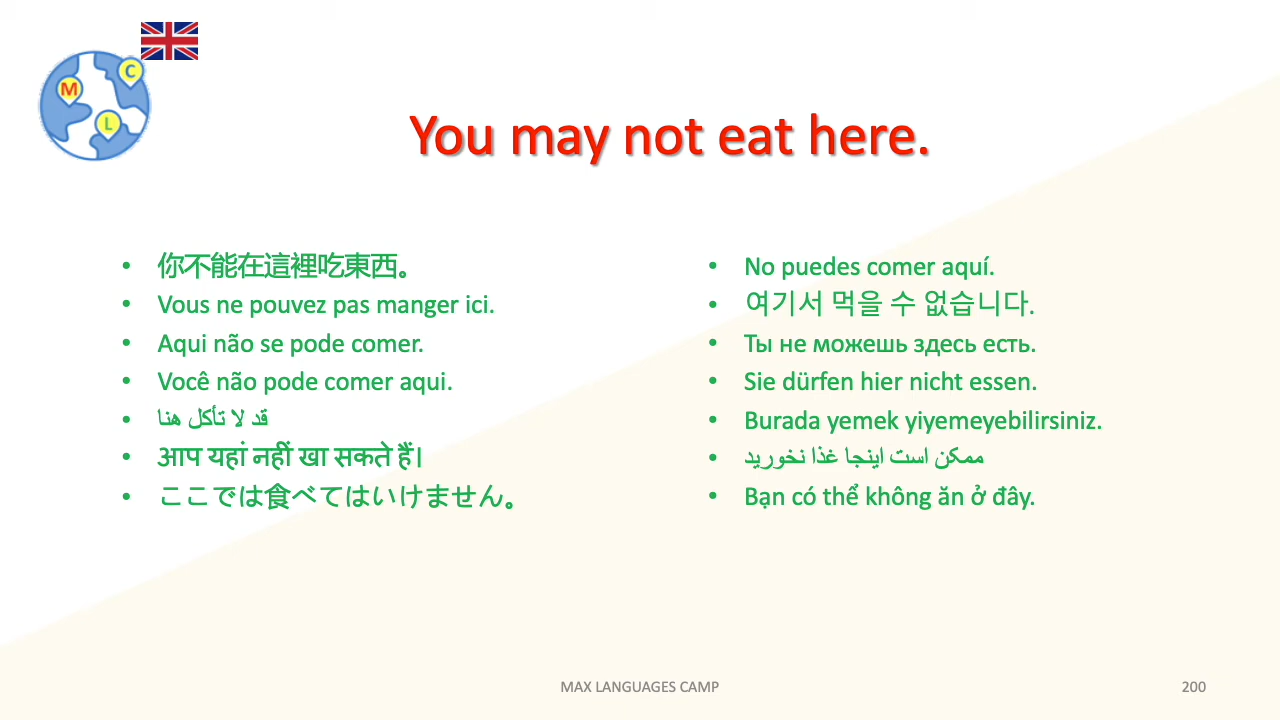 M
C
L
You may not eat here.
你不能在這裡吃東西。
Vous ne pouvez pas manger ici.
Aqui não se pode comer.
Você não pode comer aqui.
قد لا تأكل هنا
आप यहां नहीं खा सकते हैं।
ここでは食べてはいけません。
No puedes comer aquí.
여기서 먹을 수 없습니다.
Ты не можешь здесь есть.
Sie dürfen hier nicht essen.
Burada yemek yiyemeyebilirsiniz.
ممکن است اینجا غذا نخورید
Bạn có thể không ăn ở đây.
MAX LANGUAGES CAMP
200